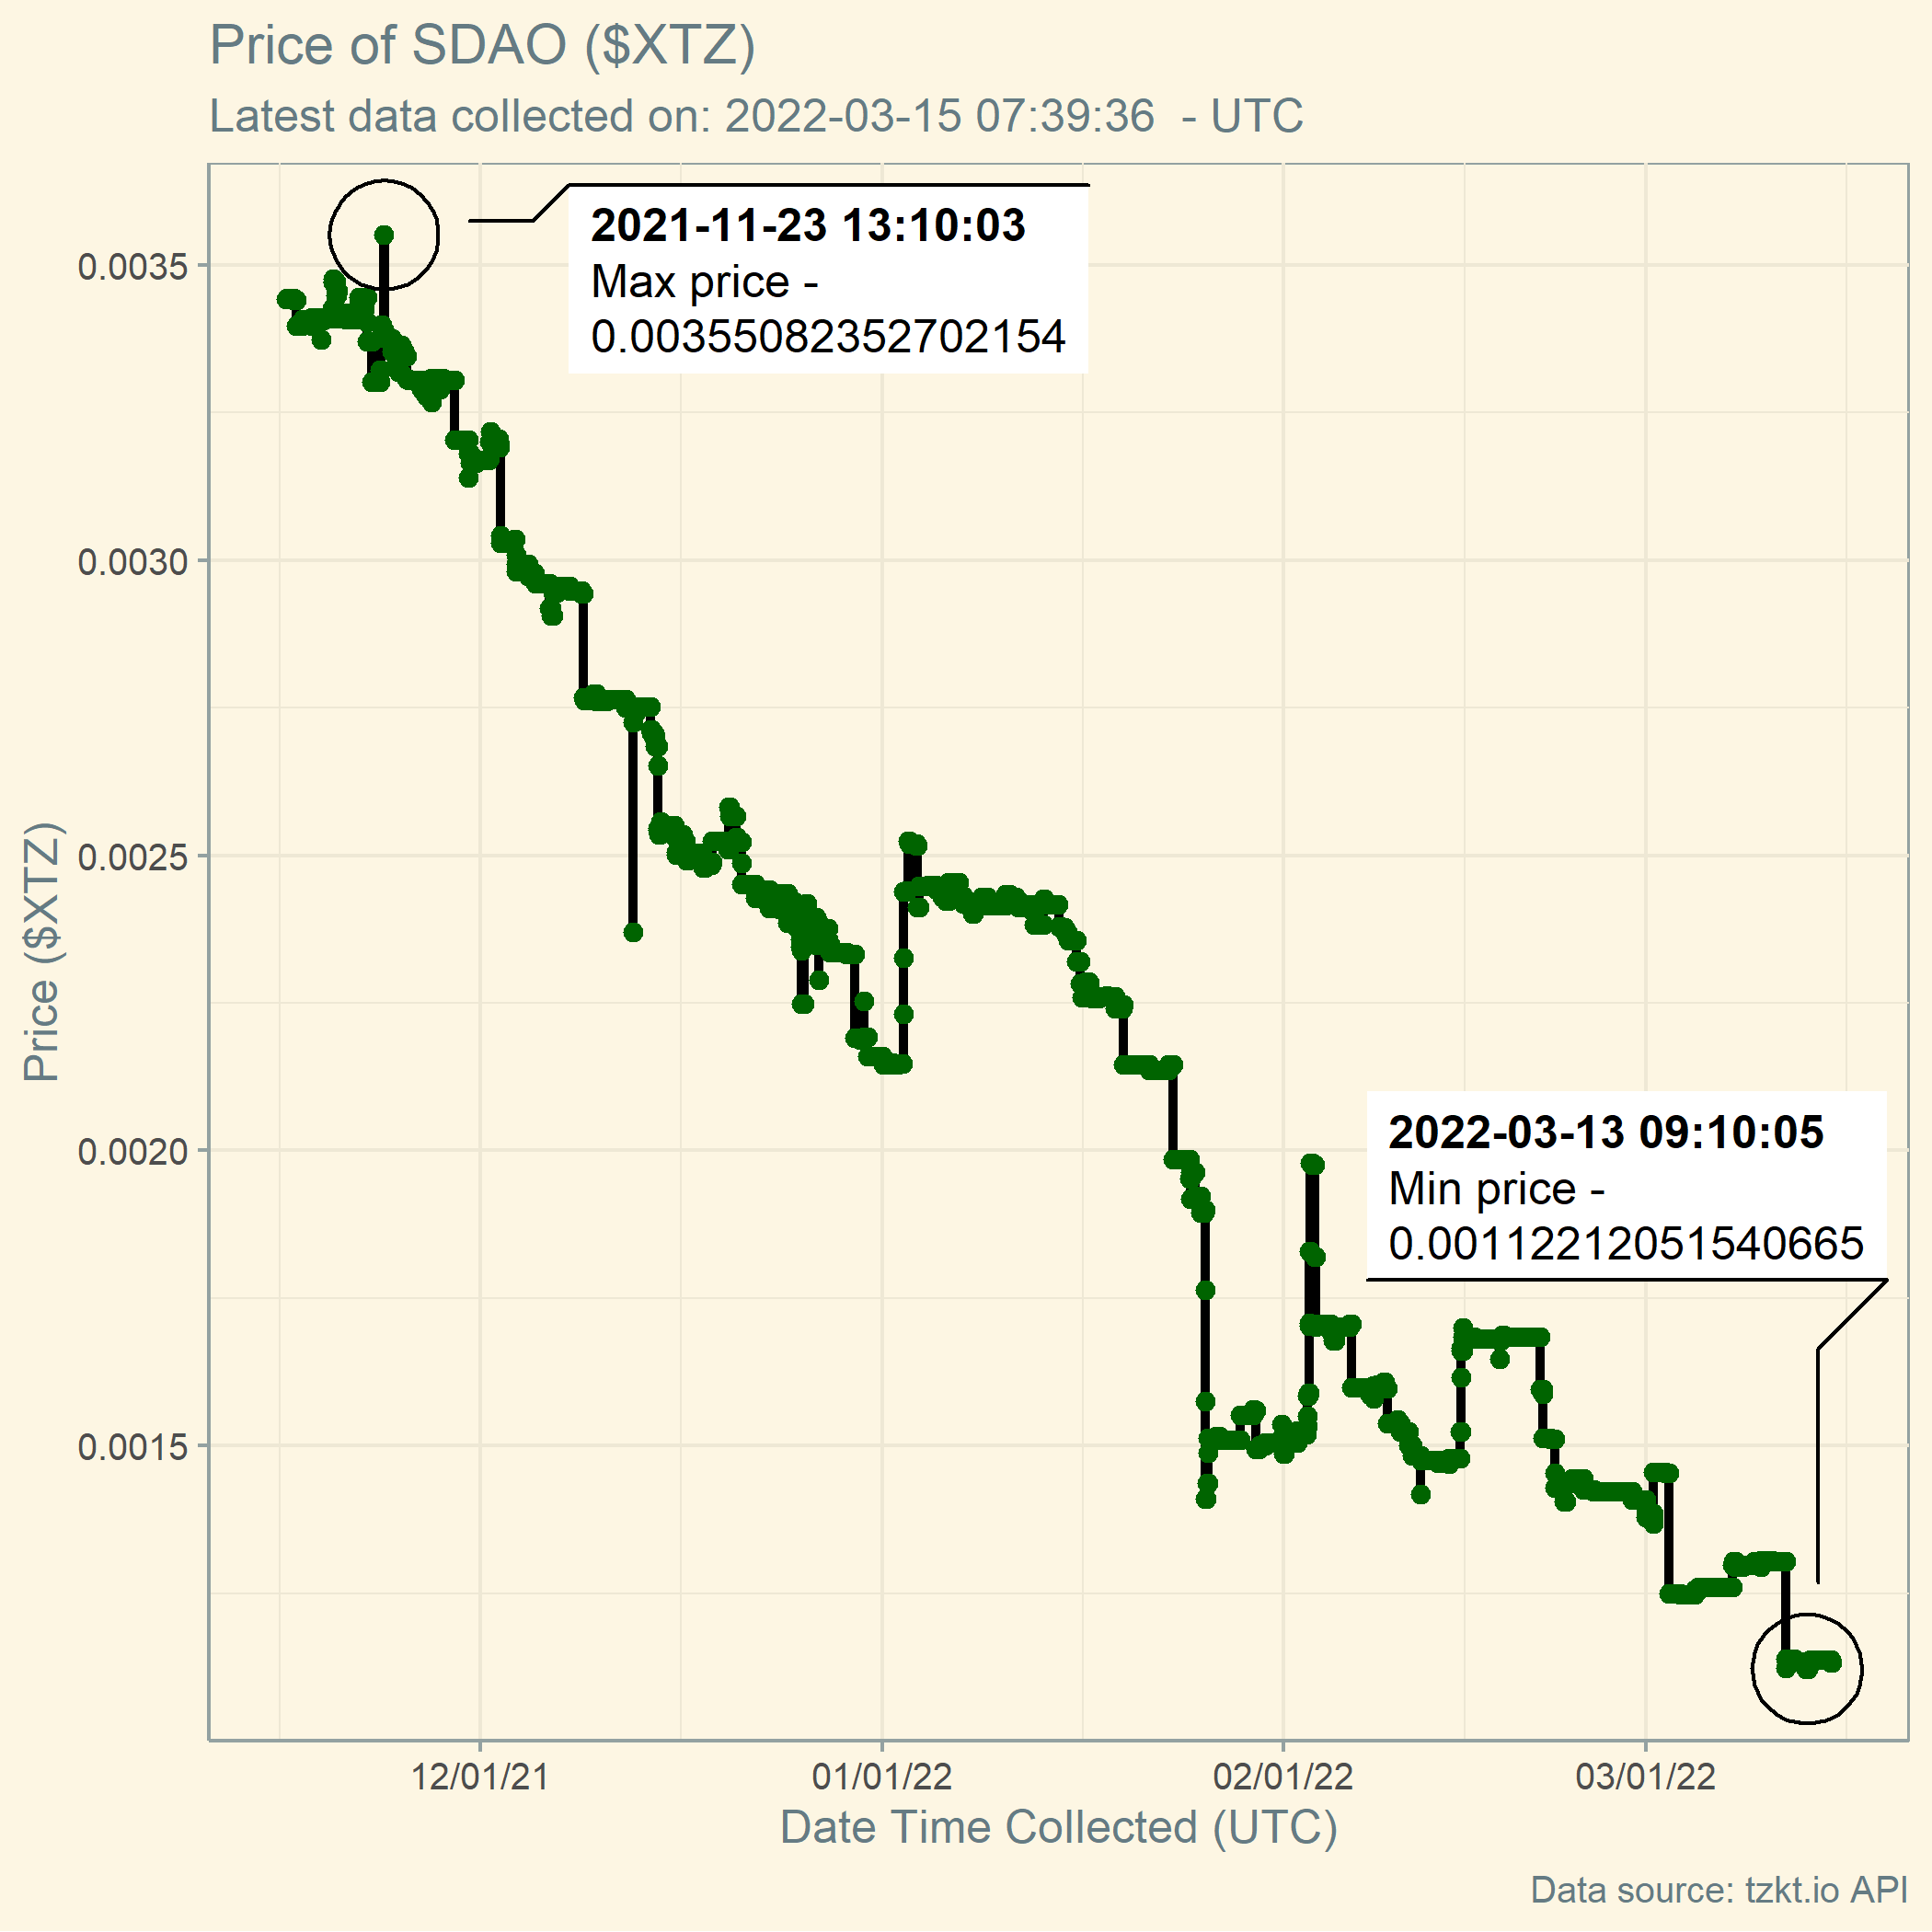 Price of SDAO ($XTZ)
Latest data collected on: 2022-03-15 07:39:36  - UTC
2021-11-23 13:10:03
Max price -
0.00355082352702154
0.0035
0.0030
0.0025
0.0020
0.0015
Price ($XTZ)
2022-03-13 09:10:05
Min price -
0.00112212051540665
12/01/21
01/01/22
02/01/22
03/01/22
Date Time Collected (UTC)
Data source: tzkt.io API